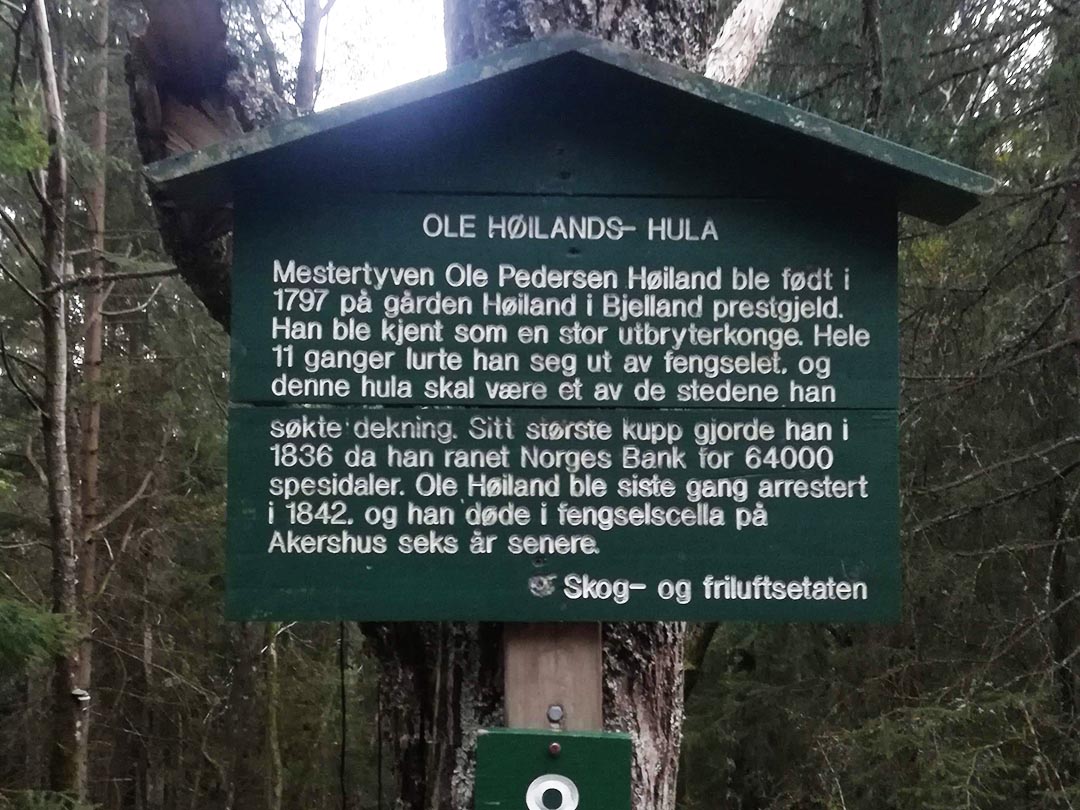 OLE HØILANDS- HULA
Mestertyven Ole Pedersen Høiland ble født i
1797 på gården Høiland i Bjelland prestgjeld.
Han ble kjent som en stor utbryterkonge. Hele
11 ganger lurte han seg ut av fengselet, og
denne hula skal være et av de stedene han
søkte dekning. Sitt største kupp gjorde han i
1836 da han ranet Norges Bank for 64000
spesidaler. Ole Høiland ble siste gang arrestert
i 1842, og han døde i fengselscella på
Akershus seks år senere.
Skog- og friluftsetaten